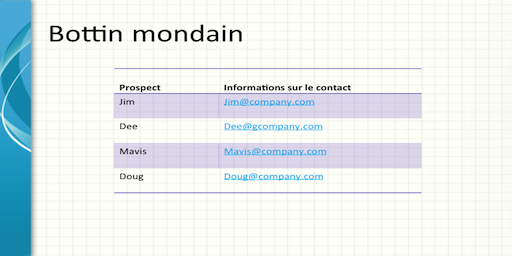 Bottin mondain
Prospect Informations sur le contact
Jim Jim@company.com
Dee Dee@gcompany.com
Mavis Mavis@company.com
Doug Doug@company.com